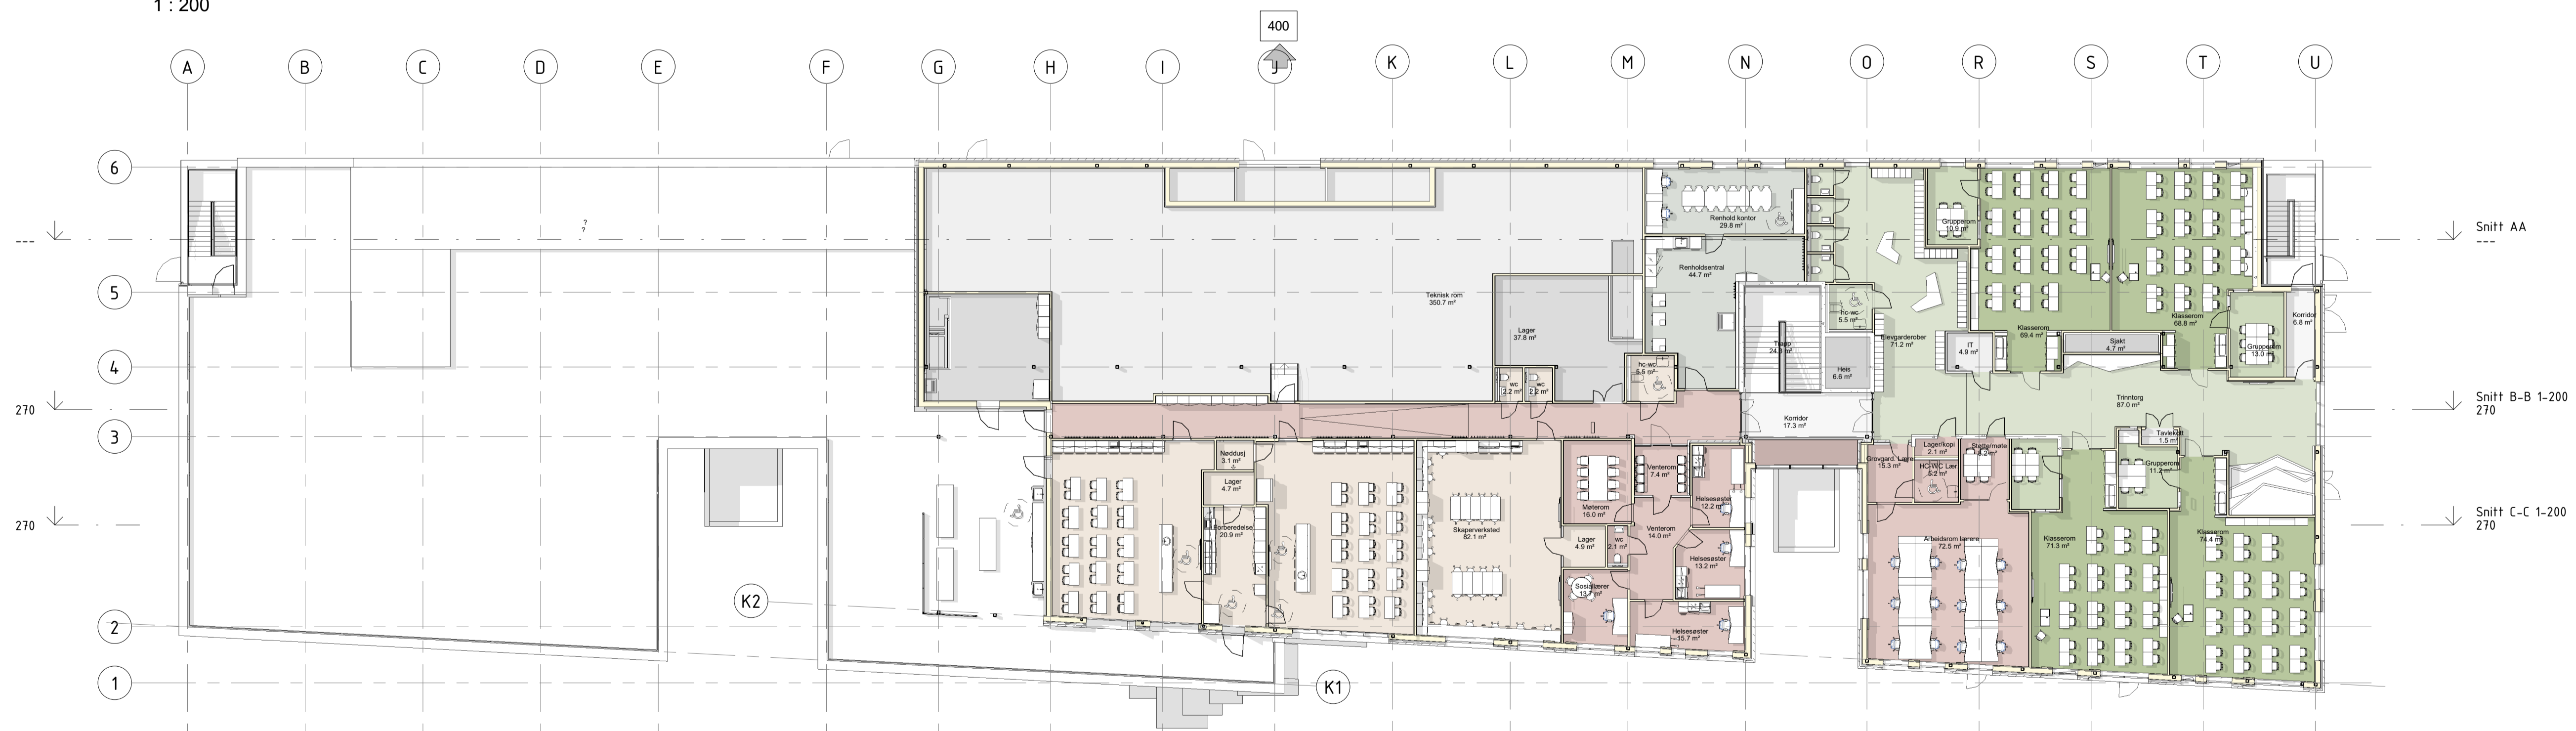 1 : 200
400
A
B
C
D
E
F
G
H
I
J
K
L
M
N
O
R
S
T
U
6
5
4
3
2
1
K2
K1
---
270
270
Snitt AA
---
Snitt B-B 1-200
270
Snitt C-C 1-200
270
?
?
Renhold kontor
29.8 m²
Renholdsentral
44.7 m²
Teknisk rom
350.7 m²
Lager
37.8 m²
wc
2.2 m²
wc
2.2 m²
hc-wc
5.5 m²
Trapp
hc-wc
5.5 m²
Heis
6.6 m²
Elevgarderober
71.2 m²
Grupperom
10.9 m²
IT
4.9 m²
Klasserom
69.4 m²
Sjakt
4.7 m²
Klasserom
68.8 m²
Grupperom
13.0 m²
Korridor
6.8 m²
Korridor
17.3 m²
Trinntorg
87.0 m²
Tavlekott
1.5 m²
Grupperom
11.2 m²
Nøddusj
3.1 m²
Lager
4.7 m²
Forberedelse
20.9 m²
Skaperverksted
82.1 m²
Møterom
16.0 m²
Lager
4.9 m²
wc
2.1 m²
Sosiallærer
13.7 m²
Venterom
7.4 m²
Venterom
14.0 m²
Helsesøster
12.2 m²
Helsesøster
13.2 m²
Helsesøster
15.7 m²
Grovgard. Lærere
15.3 m²
Lager/kopi
2.1 m²
HC-WC Lær
5.2 m²
Støtte/møte
Arbeidsrom lærere
72.5 m²
Klasserom
71.3 m²
Klasserom
74.4 m²